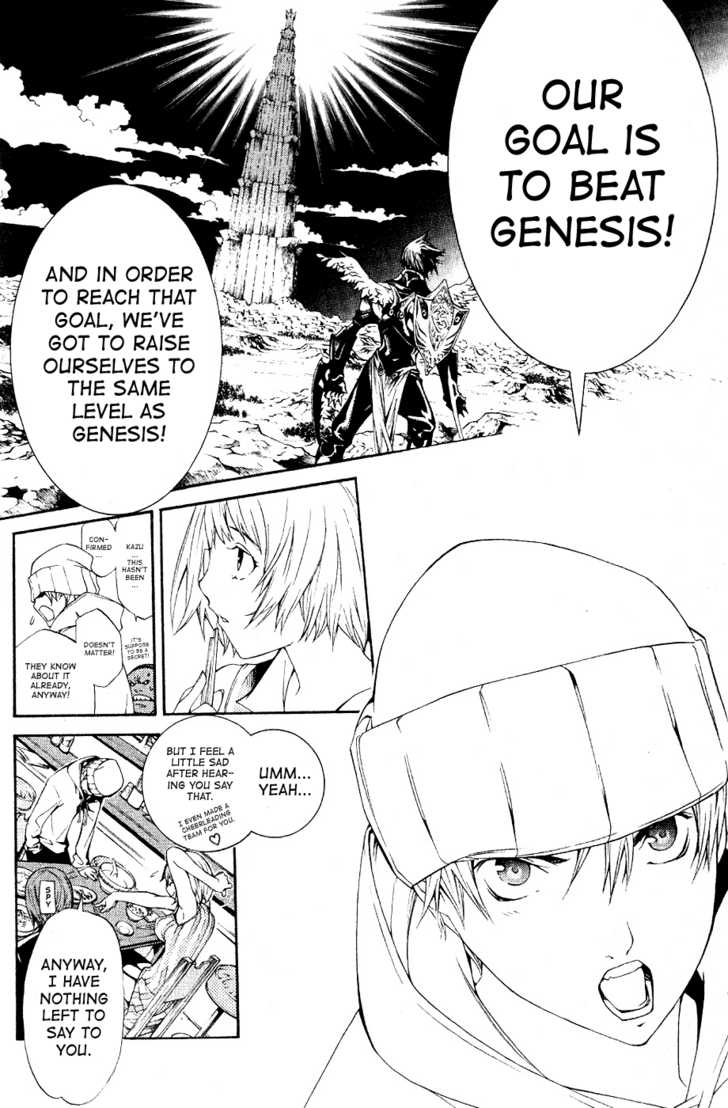 OUR
GOAL IS
TO BEAT
GENESIS!
AND IN ORDER
TO REACH THAT
GOAL, WE'VE
GOT TO RAISE
OURSELVES TO
THE SAME
LEVEL AS
GENESIS!
KAZU
...
THIS
HASN'T
BEEN
...
CON-
FIRMED
...
IT'S
SUPPOSE
TO BE A
SECRET!
DOESN'T
MATTER!
THEY KNOW
ABOUT IT
ALREADY,
ANYWAY!
UMM...
YEAH...
BUT I FEEL A
LITTLE SAD
AFTER HEAR-
ING YOU SAY
THAT.
I EVEN MADE A
CHEERLEADING
TEAM FOR YOU.
SPY
ANYWAY,
I HAVE
NOTHING
LEFT TO
SAY TO
YOU.